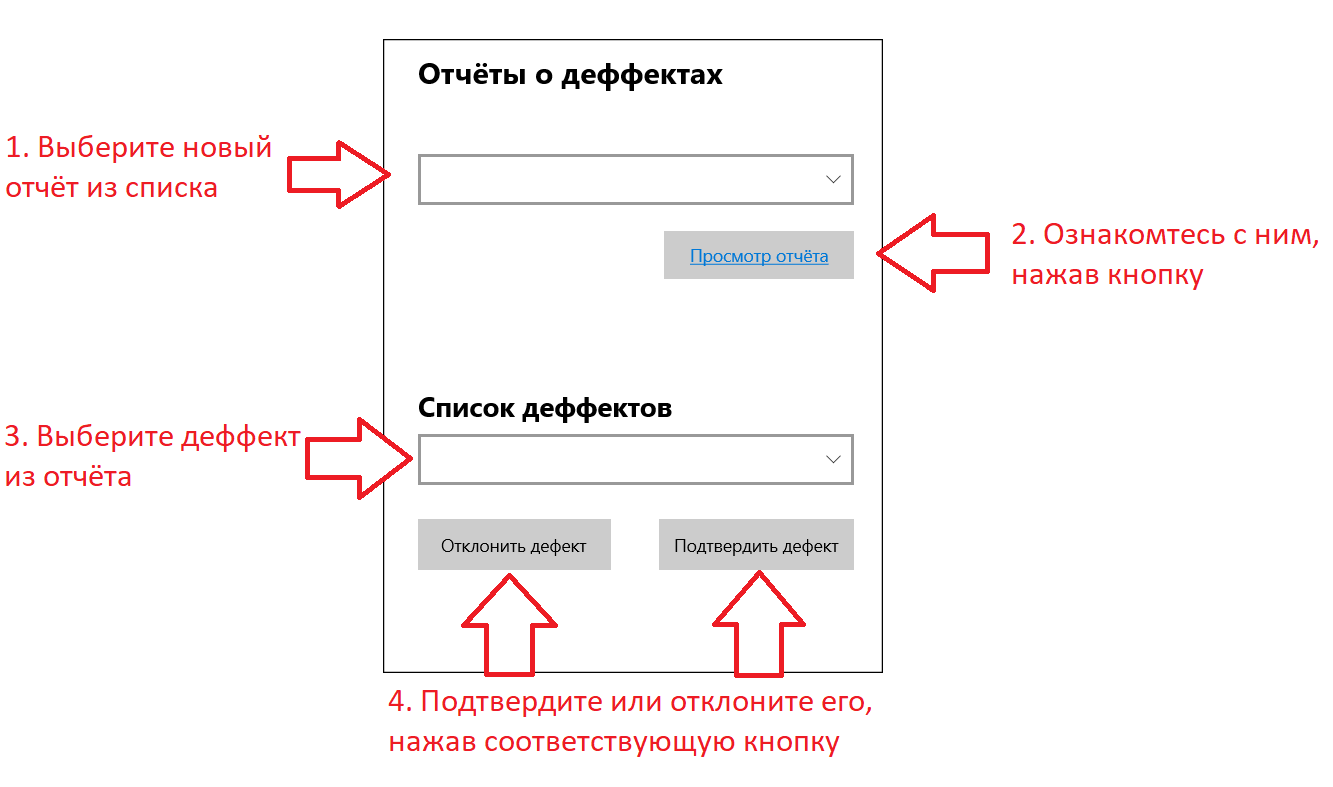 Отчёты о деффектах
1. Выберите новый
отчёт из списка
Просмотр отчёта
2. Ознакомтесь с ним,
нажав кнопку
Список деффектов
3. Выберите деффект
из отчёта
Отклонить дефект
Подтвердить дефект
4. Подтвердите или отклоните его,
нажав соответствующую кнопку